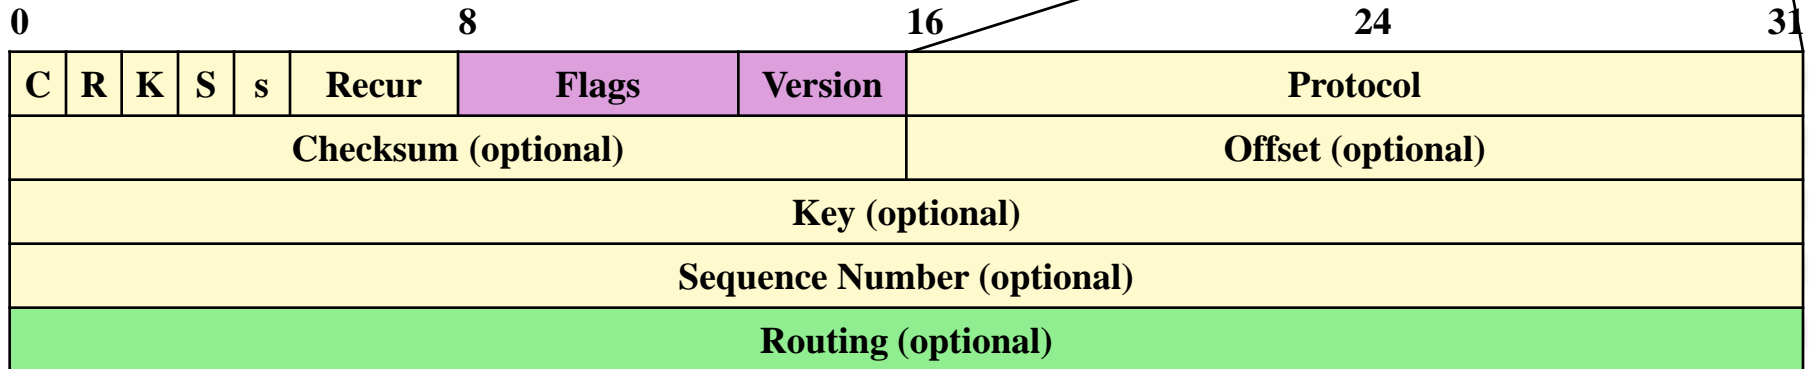 0 8 16 24 31
C R K S s Recur Flags Version Protocol
Checksum (optional) Offset (optional)
Key (optional)
Sequence Number (optional)
Routing (optional)